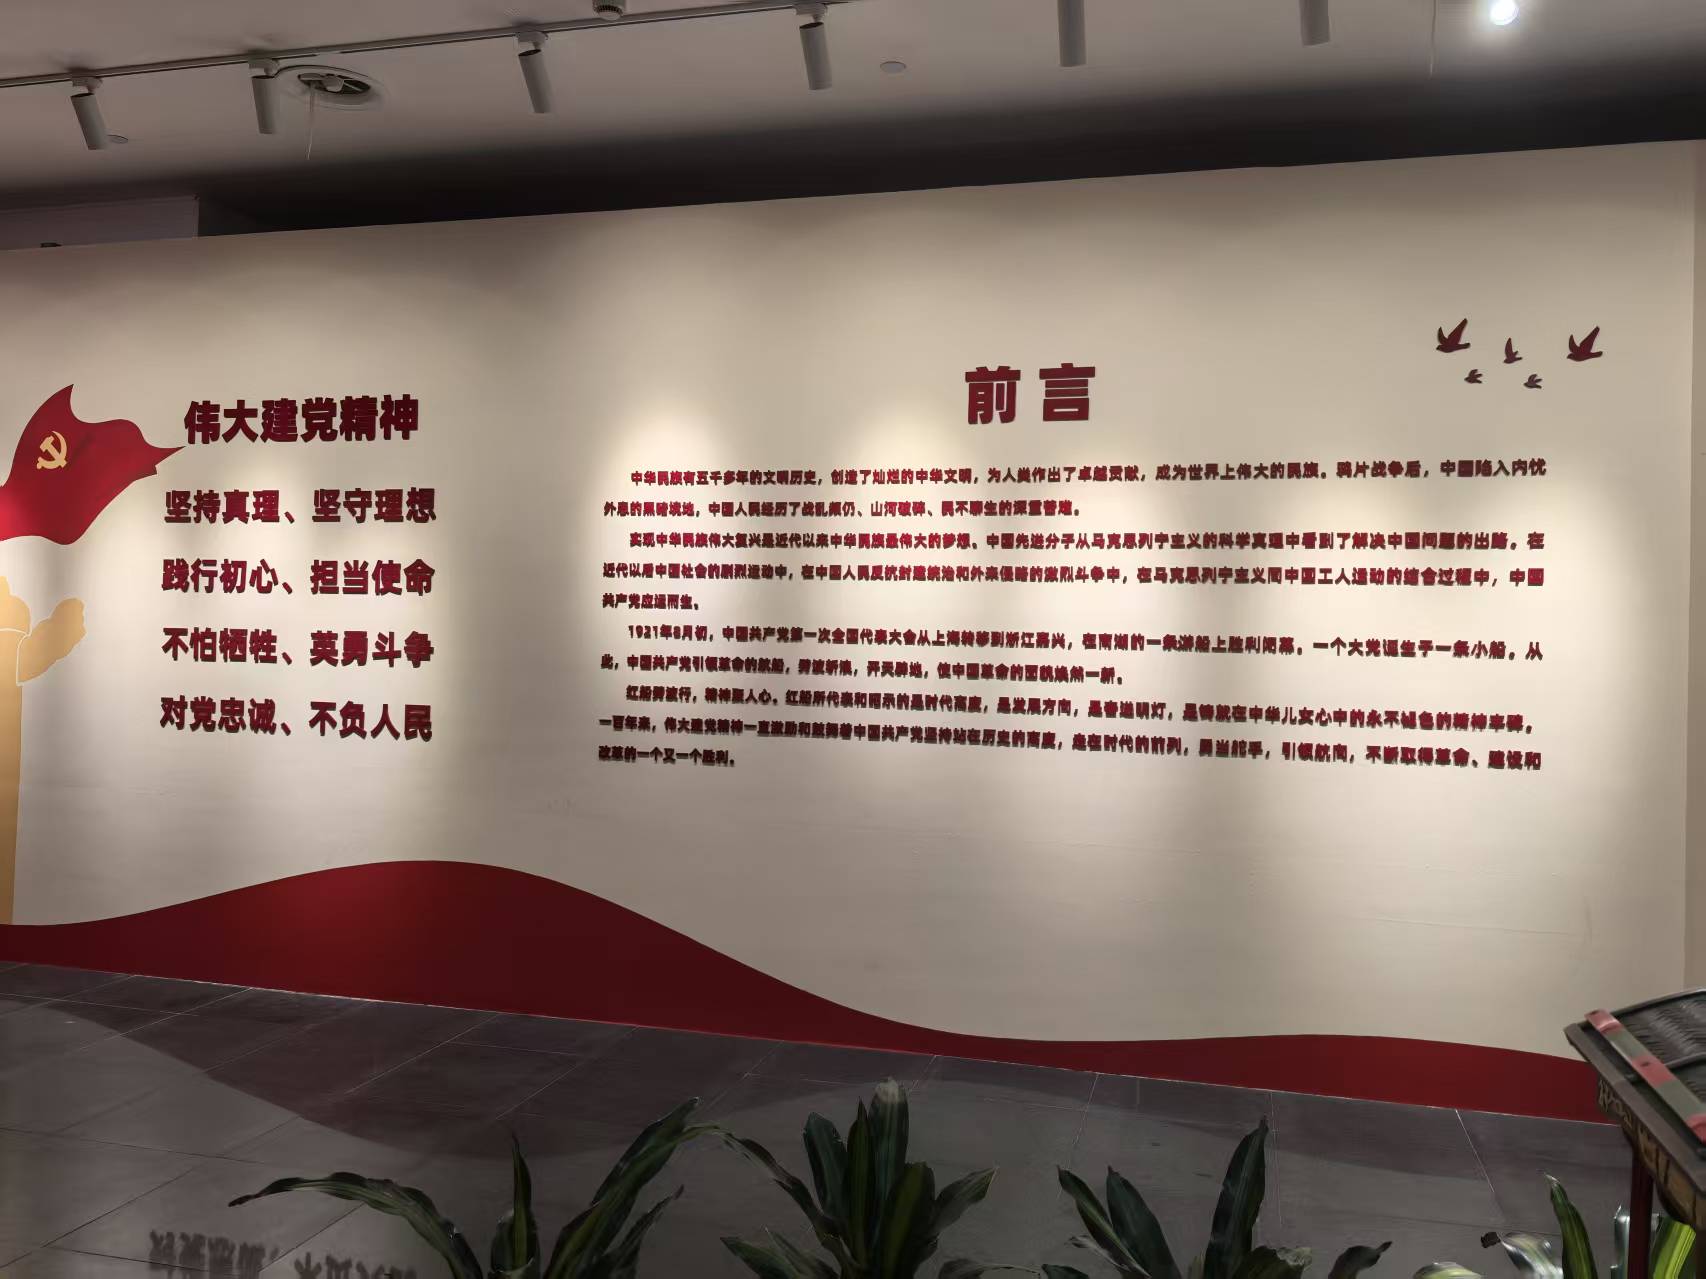 伟大建党精神
坚持真理、坚守理想
践行初心、担当使命
不怕牺牲、英勇斗争
对党忠诚、不负人民
前言
中华民族有五千多年的文明历史，创造了灿烂的中华文明，为人类作出了卓越贡献，成为世界上伟大的民族。鸦片战争后，中国陷入内忧
外患的黑暗境地，中国人民经历了战乱频仍、山河破碎、民不聊生的深重苦难。
实现中华民族伟大复兴是近代以来中华民族最伟大的梦想。中国先进分子从马克思列宁主义的科学真理中看到了解决中国问题的出路。在
近代以后中国社会的剧烈运动中，在中国人民反抗封建统治和外来侵略的激烈斗争中，在马克思列宁主义同中国工人运动的结合过程中，中国
共产党应运而生。
1921年8月初，中国共产党第一次全国代表大会从上海转移到浙江嘉兴，在南湖的一条游船上胜利闭幕。一个大党诞生于一条小船。从
此，中国共产党引领革命的航船，劈波斩浪，开天辟地，使中国革命的面貌焕然一新。
红船劈波行，精神聚人心。红船所代表和昭示的是时代高度，是发展方向，是奋进明灯，是铸就在中华儿女心中的永不褪色的精神丰碑。
一百年来，伟大建党精神一直激励和鼓舞着中国共产党坚持站在历史的高度，走在时代的前列，勇当舵手，引领航向，不断取得革命、建设和
改革的一个又一个胜利。